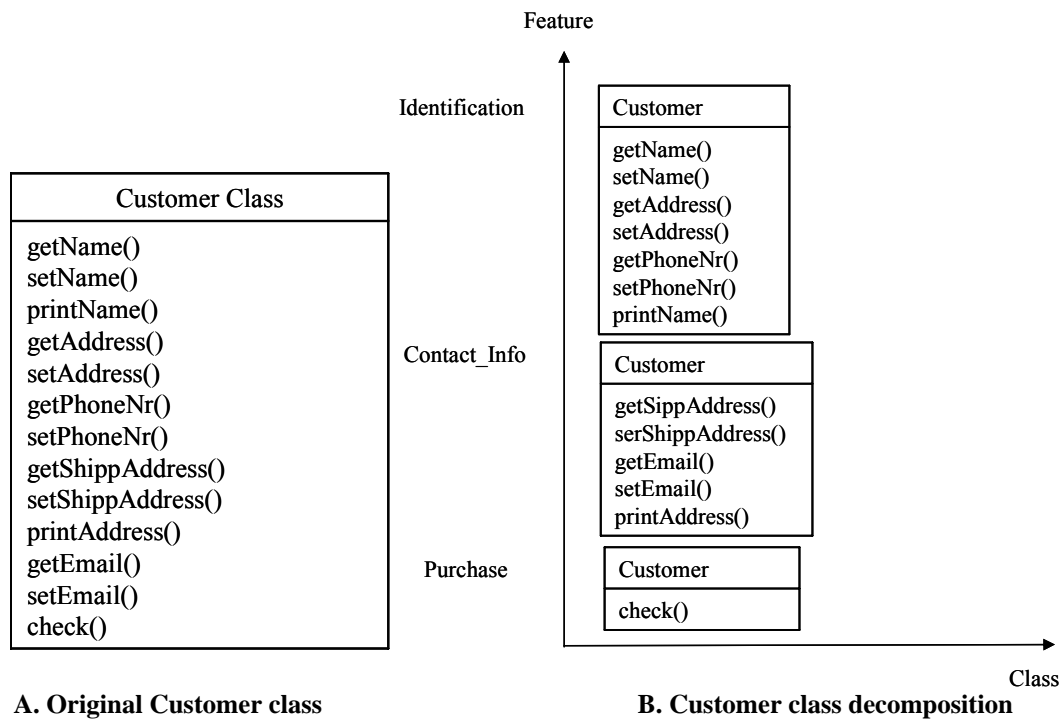 Feature
Identification
Contact_Info
Purchase
Customer Class
getName()
setName()
printName()
getAddress()
setAddress()
getPhoneNr()
setPhoneNr()
getShippAddress()
setShippAddress()
printAddress()
getEmail()
setEmail()
check()
Customer
getName()
setName()
getAddress()
setAddress()
getPhoneNr()
setPhoneNr()
printName()
Customer
getSippAddress()
serShippAddress()
getEmail()
setEmail()
printAddress()
Customer
check()
Class
A. Original Customer class
B. Customer class decomposition